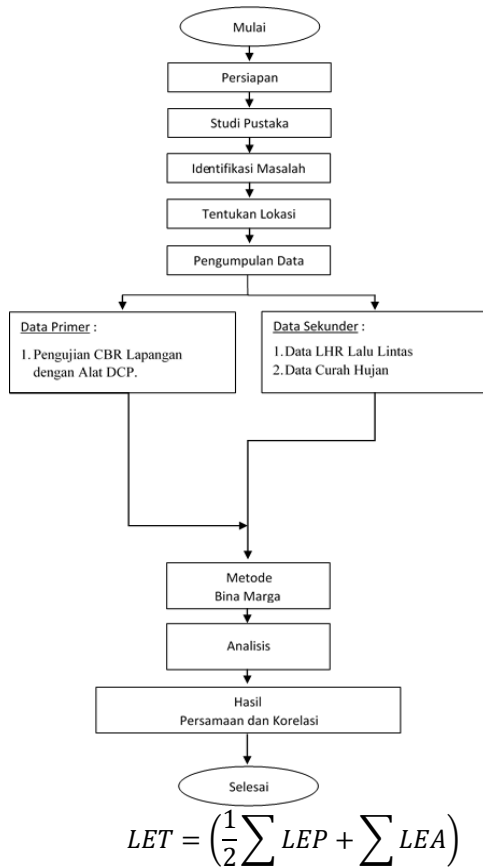 Mulai
Persiapan
Studi Pustaka
Identifikasi Masalah
Tentukan Lokasi
Pengumpulan Data
Data Primer :
1. Pengujian CBR Lapangan
dengan Alat DCP.
Data Sekunder :
1.Data LHR Lalu Lintas
2.Data Curah Hujan
Metode
Bina Marga
Analisis
Hasil
Persamaan dan Korelasi
Selesai
LET = (1/2 ∑ LEP + ∑ LEA)